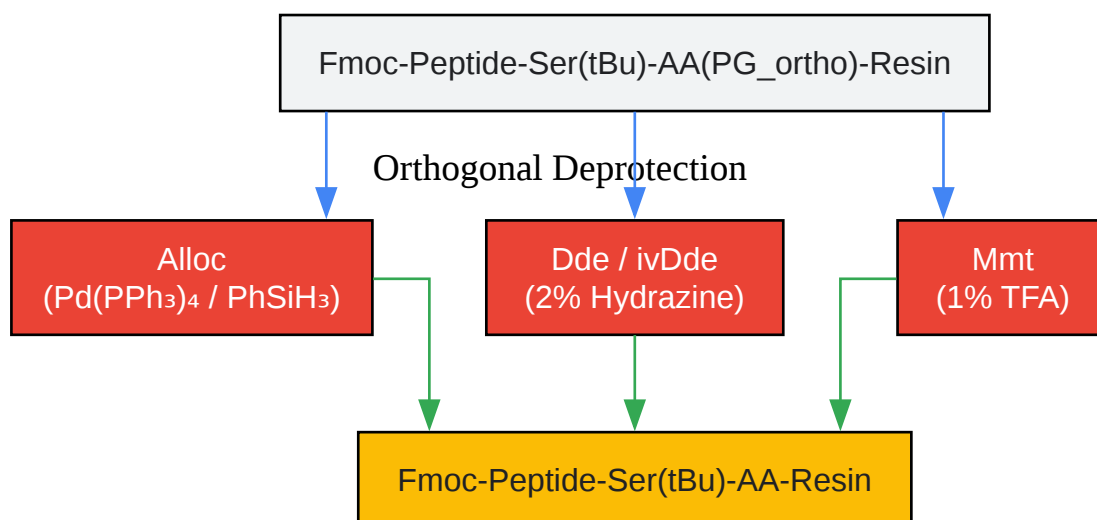 Fmoc-Peptide-Ser(tBu)-AA(PG_ortho)-Resin
Orthogonal Deprotection
Alloc
(Pd(PPh₃)₄ / PhSiH₃)
Dde / ivDde
(2% Hydrazine)
Mmt
(1% TFA)
Fmoc-Peptide-Ser(tBu)-AA-Resin